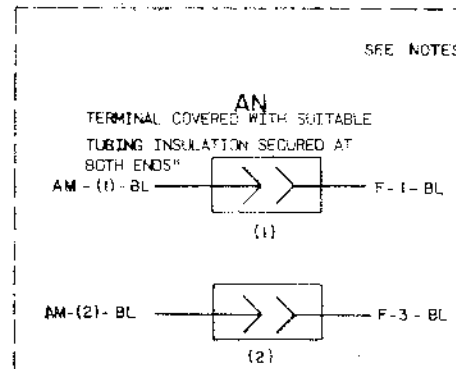 SEE NOTES
AN
TERMINAL COVERED WITH SUITABLE
TUBING INSULATION SECURED AT
BOTH ENDS"
AM-(1)-BL
F-1-BL
(1)
AM-(2)-BL
F-3-BL
(2)